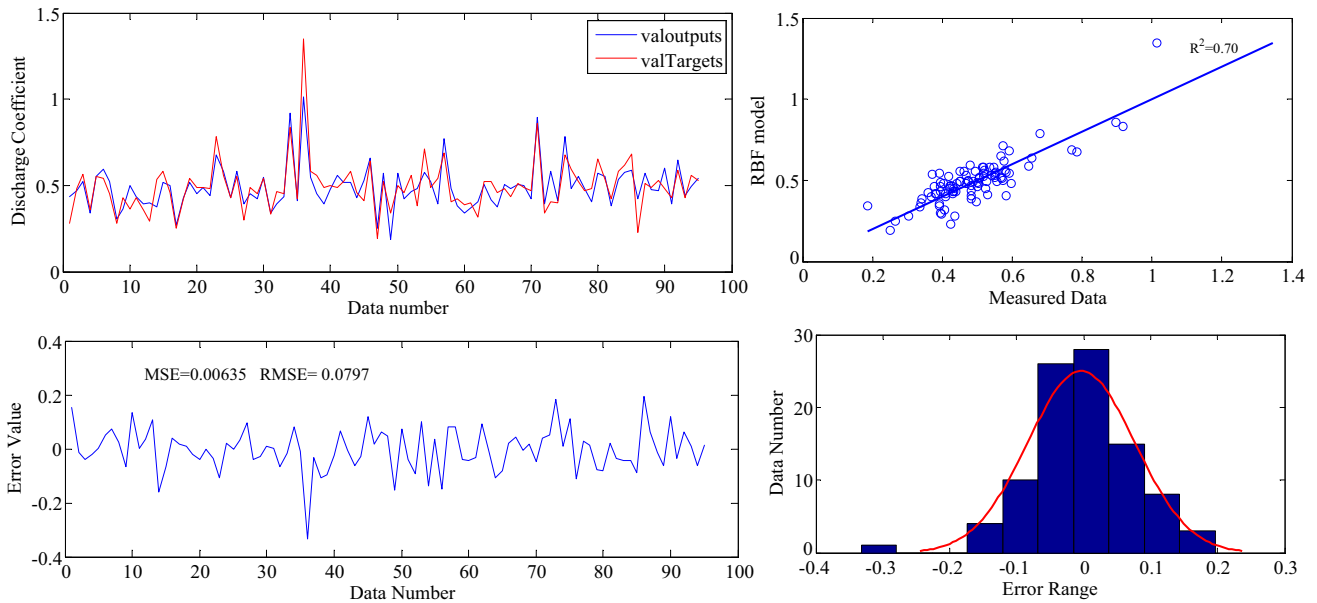 valoutputs
valTargets
Discharge Coefficient
1.5
1
0.5
0
0 10 20 30 40 50 60 70 80 90 100
Data number
R²=0.70
RBF model
1.5
1
0.5
0
0 0.2 0.4 0.6 0.8 1 1.2 1.4
Measured Data
MSE=0.00635 RMSE= 0.0797
Error Value
0.4
0.2
0
-0.2
-0.4
0 10 20 30 40 50 60 70 80 90 100
Data Number
Data Number
30
20
10
0
-0.4 -0.3 -0.2 -0.1 0 0.1 0.2 0.3
Error Range